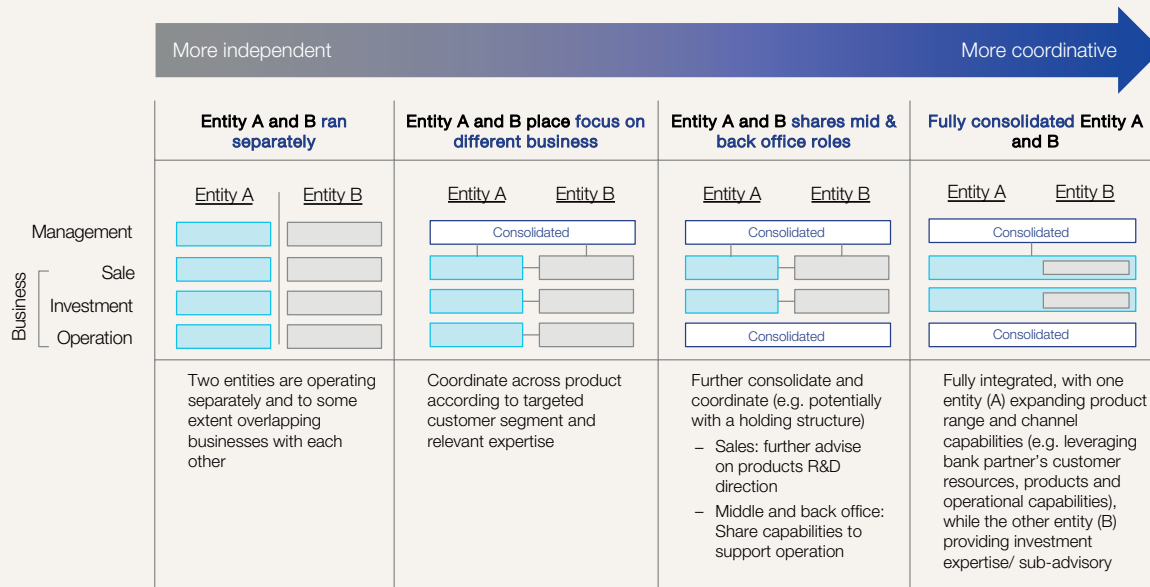 More independent
More coordinative
Entity A and B ran
separately
Entity A and B place focus on
different business
Entity A and B shares mid &
back office roles
Fully consolidated Entity A
and B
Entity A
Entity B
Entity A
Entity B
Entity A
Entity B
Entity A
Entity B
Management
Consolidated
Consolidated
Consolidated
Business
Sale
Investment
Operation
Consolidated
Consolidated
Two entities are operating
separately and to some
extent overlapping
businesses with each
other
Coordinate across product
according to targeted
customer segment and
relevant expertise
Further consolidate and
coordinate (e.g. potentially
with a holding structure)
– Sales: further advise
on products R&D
direction
– Middle and back office:
Share capabilities to
support operation
Fully integrated, with one
entity (A) expanding product
range and channel
capabilities (e.g. leveraging
bank partner's customer
resources, products and
operational capabilities),
while the other entity (B)
providing investment
expertise/ sub-advisory